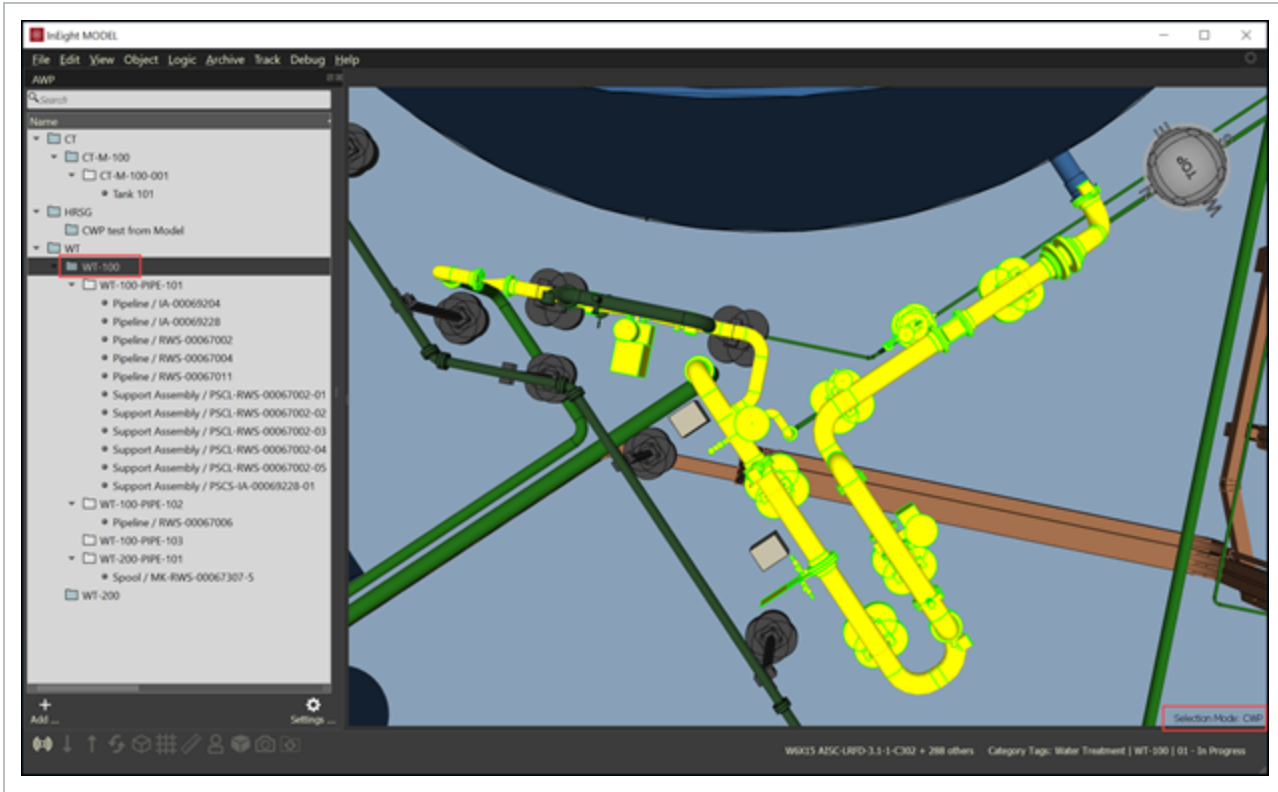 InEight MODEL
File Edit View Object Logic Archive Track Debug Help
AWP
Search
Name
CT
CT-M-100
CT-M-100-001
Tank 101
HRSG
CWP test from Model
WT
WT-100
WT-100-PIPE-101
Pipeline / IA-00069204
Pipeline / IA-00069228
Pipeline / RWS-00067002
Pipeline / RWS-00067004
Pipeline / RWS-00067011
Support Assembly / PSCL-RWS-00067002-01
Support Assembly / PSCL-RWS-00067002-02
Support Assembly / PSCL-RWS-00067002-03
Support Assembly / PSCL-RWS-00067002-04
Support Assembly / PSCL-RWS-00067002-05
Support Assembly / PSCS-IA-00069228-01
WT-100-PIPE-102
Pipeline / RWS-00067006
WT-100-PIPE-103
WT-200-PIPE-101
Spool / MK-RWS-00067307-5
WT-200
Add ... Settings ...
TOP
E
S
W
Selection Mode: CWP
W6X15 AISC-LRFD-3.1-1-C302 + 288 others Category Tags: Water Treatment | WT-100 | 01 - In Progress